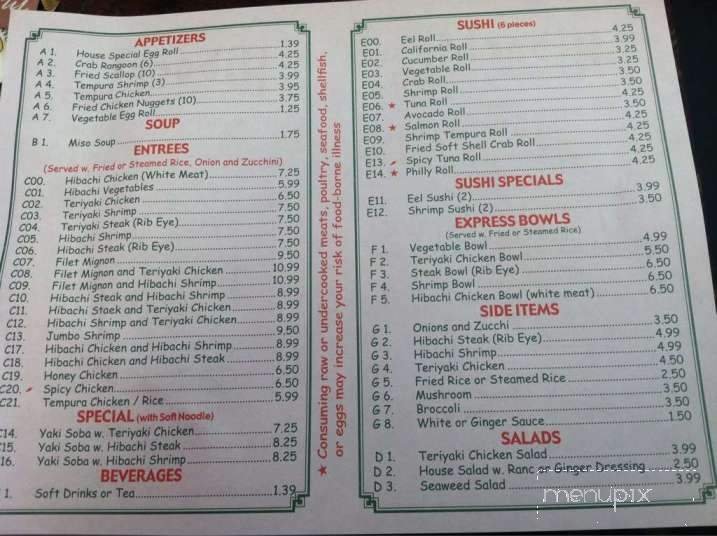 APPETIZERS
A 1. House Special Egg Roll 1.39
A 2. Crab Rangoon (6) 4.25
A 3. Fried Scallop (10) 4.25
A 4. Tempura Shrimp (3) 3.99
A 5. Tempura Chicken 3.95
A 6. Fried Chicken Nuggets (10) 3.75
A 7. Vegetable Egg Roll 1.25
SOUP
B 1. Miso Soup 1.75
ENTREES
(Served w. Fried or Steamed Rice, Onion and Zucchini)
C00. Hibachi Chicken (White Meat) 7.25
C01. Hibachi Vegetables 5.99
C02. Teriyaki Chicken 6.50
C03. Teriyaki Shrimp 7.50
C04. Teriyaki Steak (Rib Eye) 7.50
C05. Hibachi Shrimp 7.50
C06. Hibachi Steak (Rib Eye) 7.50
C07. Filet Mignon 9.50
C08. Filet Mignon and Teriyaki Chicken 10.99
C09. Filet Mignon and Hibachi Shrimp 10.99
C10. Hibachi Steak and Hibachi Shrimp 8.99
C11. Hibachi Staek and Teriyaki Chicken 8.99
C12. Hibachi Shrimp and Teriyaki Chicken 8.99
C13. Jumbo Shrimp 9.50
C17. Hibachi Chicken and Hibachi Shrimp 8.99
C18. Hibachi Chicken and Hibachi Steak 8.99
C19. Honey Chicken 6.50
C20. Spicy Chicken 6.50
C21. Tempura Chicken / Rice 5.99
SPECIAL (with Soft Noodle)
C14. Yaki Soba w. Teriyaki Chicken 7.25
C15. Yaki Soba w. Hibachi Steak 8.25
16. Yaki Soba w. Hibachi Shrimp 8.25
BEVERAGES
1. Soft Drinks or Tea 1.39
★ Consuming raw or undercooked meats, poultry, seafood, shellfish,
or eggs may increase your risk of food-borne illness
SUSHI (6 pieces)
E00. Eel Roll 4.25
E01. California Roll 3.25
E02. Cucumber Roll 3.25
E03. Vegetable Roll 3.50
E04. Crab Roll 3.50
E05. Shrimp Roll 4.25
E06. ★ Tuna Roll 3.50
E07. Avocado Roll 4.25
E08. ★ Salmon Roll 4.25
E09. Shrimp Tempura Roll 4.25
E10. Fried Soft Shell Crab Roll 4.25
E13. Spicy Tuna Roll 4.25
E14. ★ Philly Roll
SUSHI SPECIALS
E11. Eel Sushi (2) 3.99
E12. Shrimp Sushi (2) 3.50
EXPRESS BOWLS
(Served w. Fried or Steamed Rice)
F 1. Vegetable Bowl 4.99
F 2. Teriyaki Chicken Bowl 5.50
F 3. Steak Bowl (Rib Eye) 6.50
F 4. Shrimp Bowl 6.50
F 5. Hibachi Chicken Bowl (white meat) 6.50
SIDE ITEMS
G 1. Onions and Zucchi 3.50
G 2. Hibachi Steak (Rib Eye) 4.99
G 3. Hibachi Shrimp 4.99
G 4. Teriyaki Chicken 4.50
G 5. Fried Rice or Steamed Rice 2.50
G 6. Mushroom 3.50
G 7. Broccoli 3.50
G 8. White or Ginger Sauce 1.50
SALADS
D 1. Teriyaki Chicken Salad 3.99
D 2. House Salad w. Ranc or Ginger Dressing 2.50
D 3. Seaweed Salad 3.99
menupix